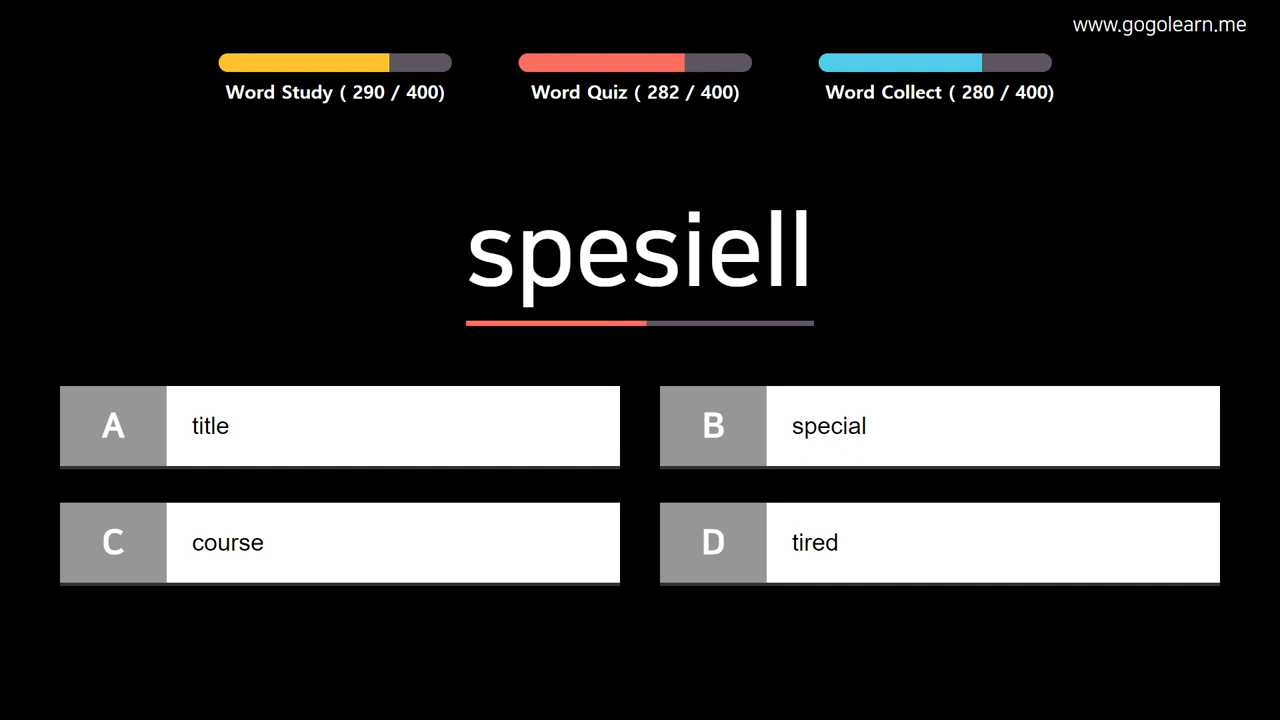 www.gogolearn.me
Word Study ( 290 / 400)
Word Quiz ( 282 / 400)
Word Collect ( 280 / 400)
spesiell
A title
B special
C course
D tired